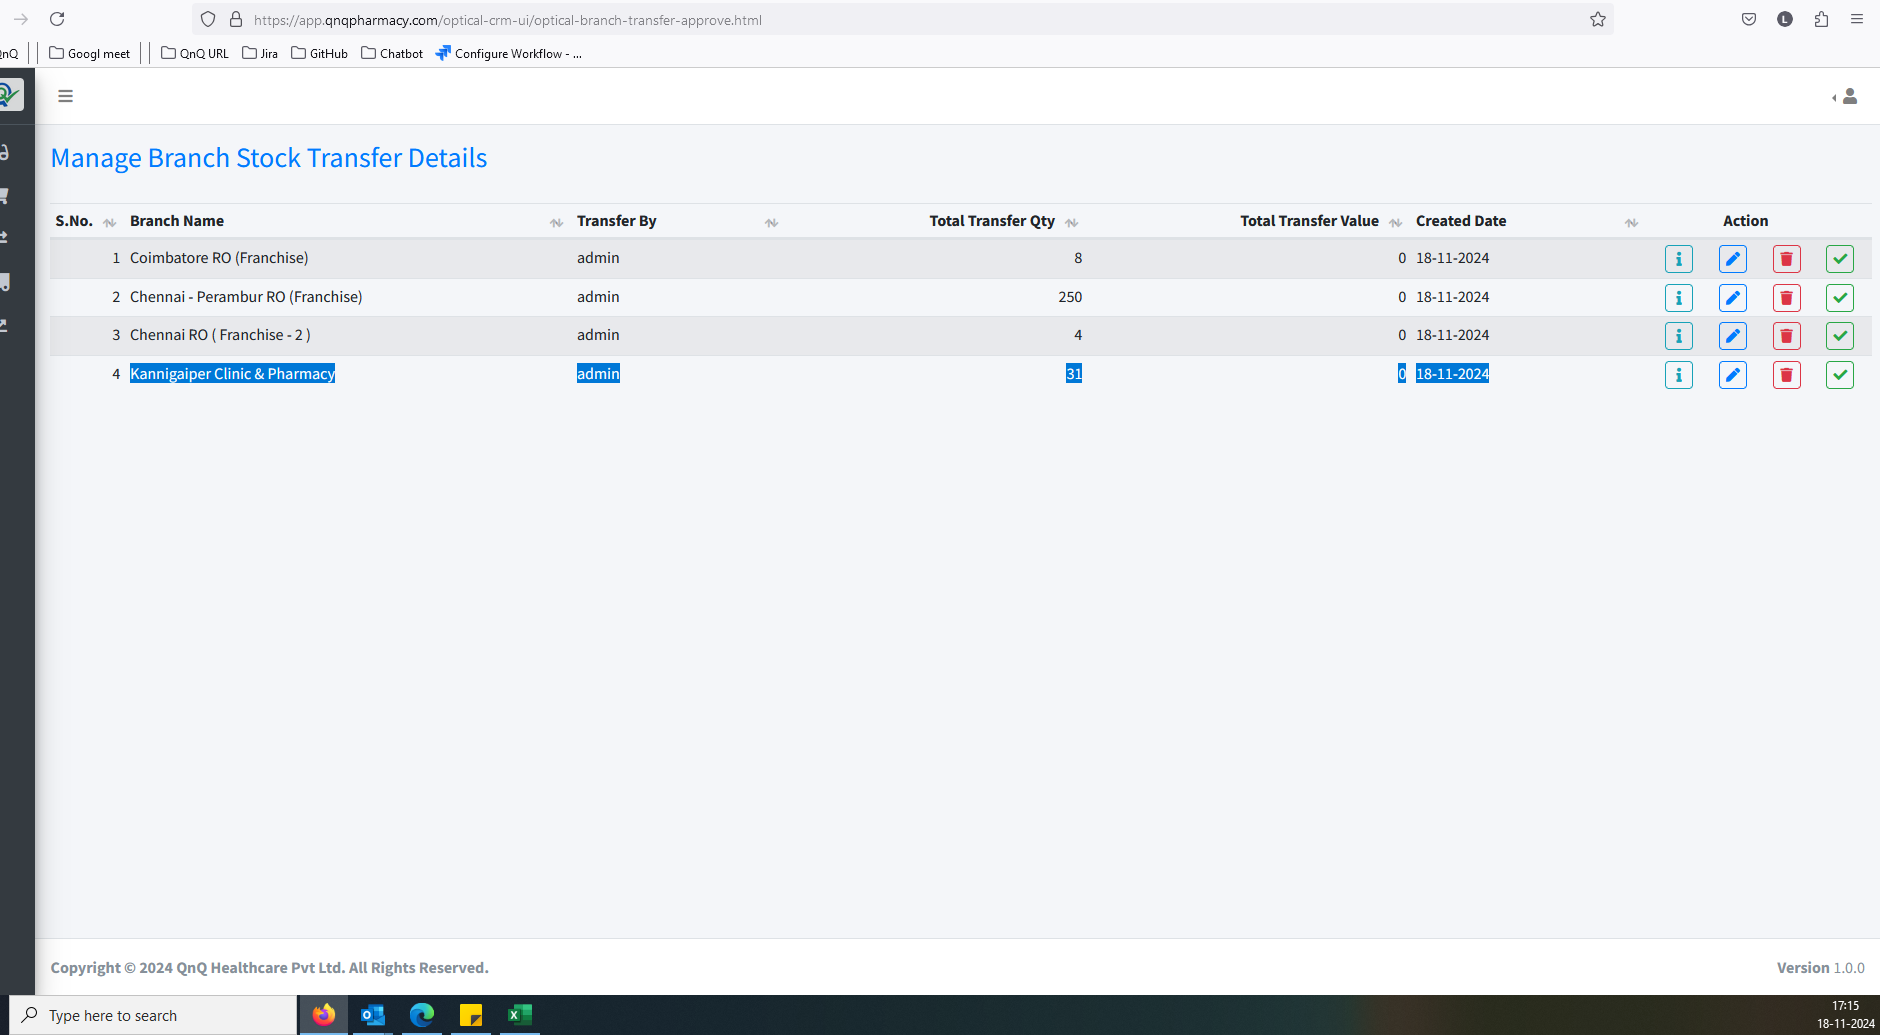 https://app.qnqpharmacy.com/optical-crm-ui/optical-branch-transfer-approve.html
L
Googl meet QnQ URL Jira GitHub Chatbot Configure Workflow - ...
Manage Branch Stock Transfer Details
S.No. Branch Name Transfer By Total Transfer Qty Total Transfer Value Created Date Action
1 Coimbatore RO (Franchise) admin 8 0 18-11-2024
2 Chennai - Perambur RO (Franchise) admin 250 0 18-11-2024
3 Chennai RO ( Franchise - 2 ) admin 4 0 18-11-2024
4 Kannigaiper Clinic & Pharmacy admin 31 0 18-11-2024
Copyright © 2024 QnQ Healthcare Pvt Ltd. All Rights Reserved. Version 1.0.0
Type here to search
17:15
18-11-2024